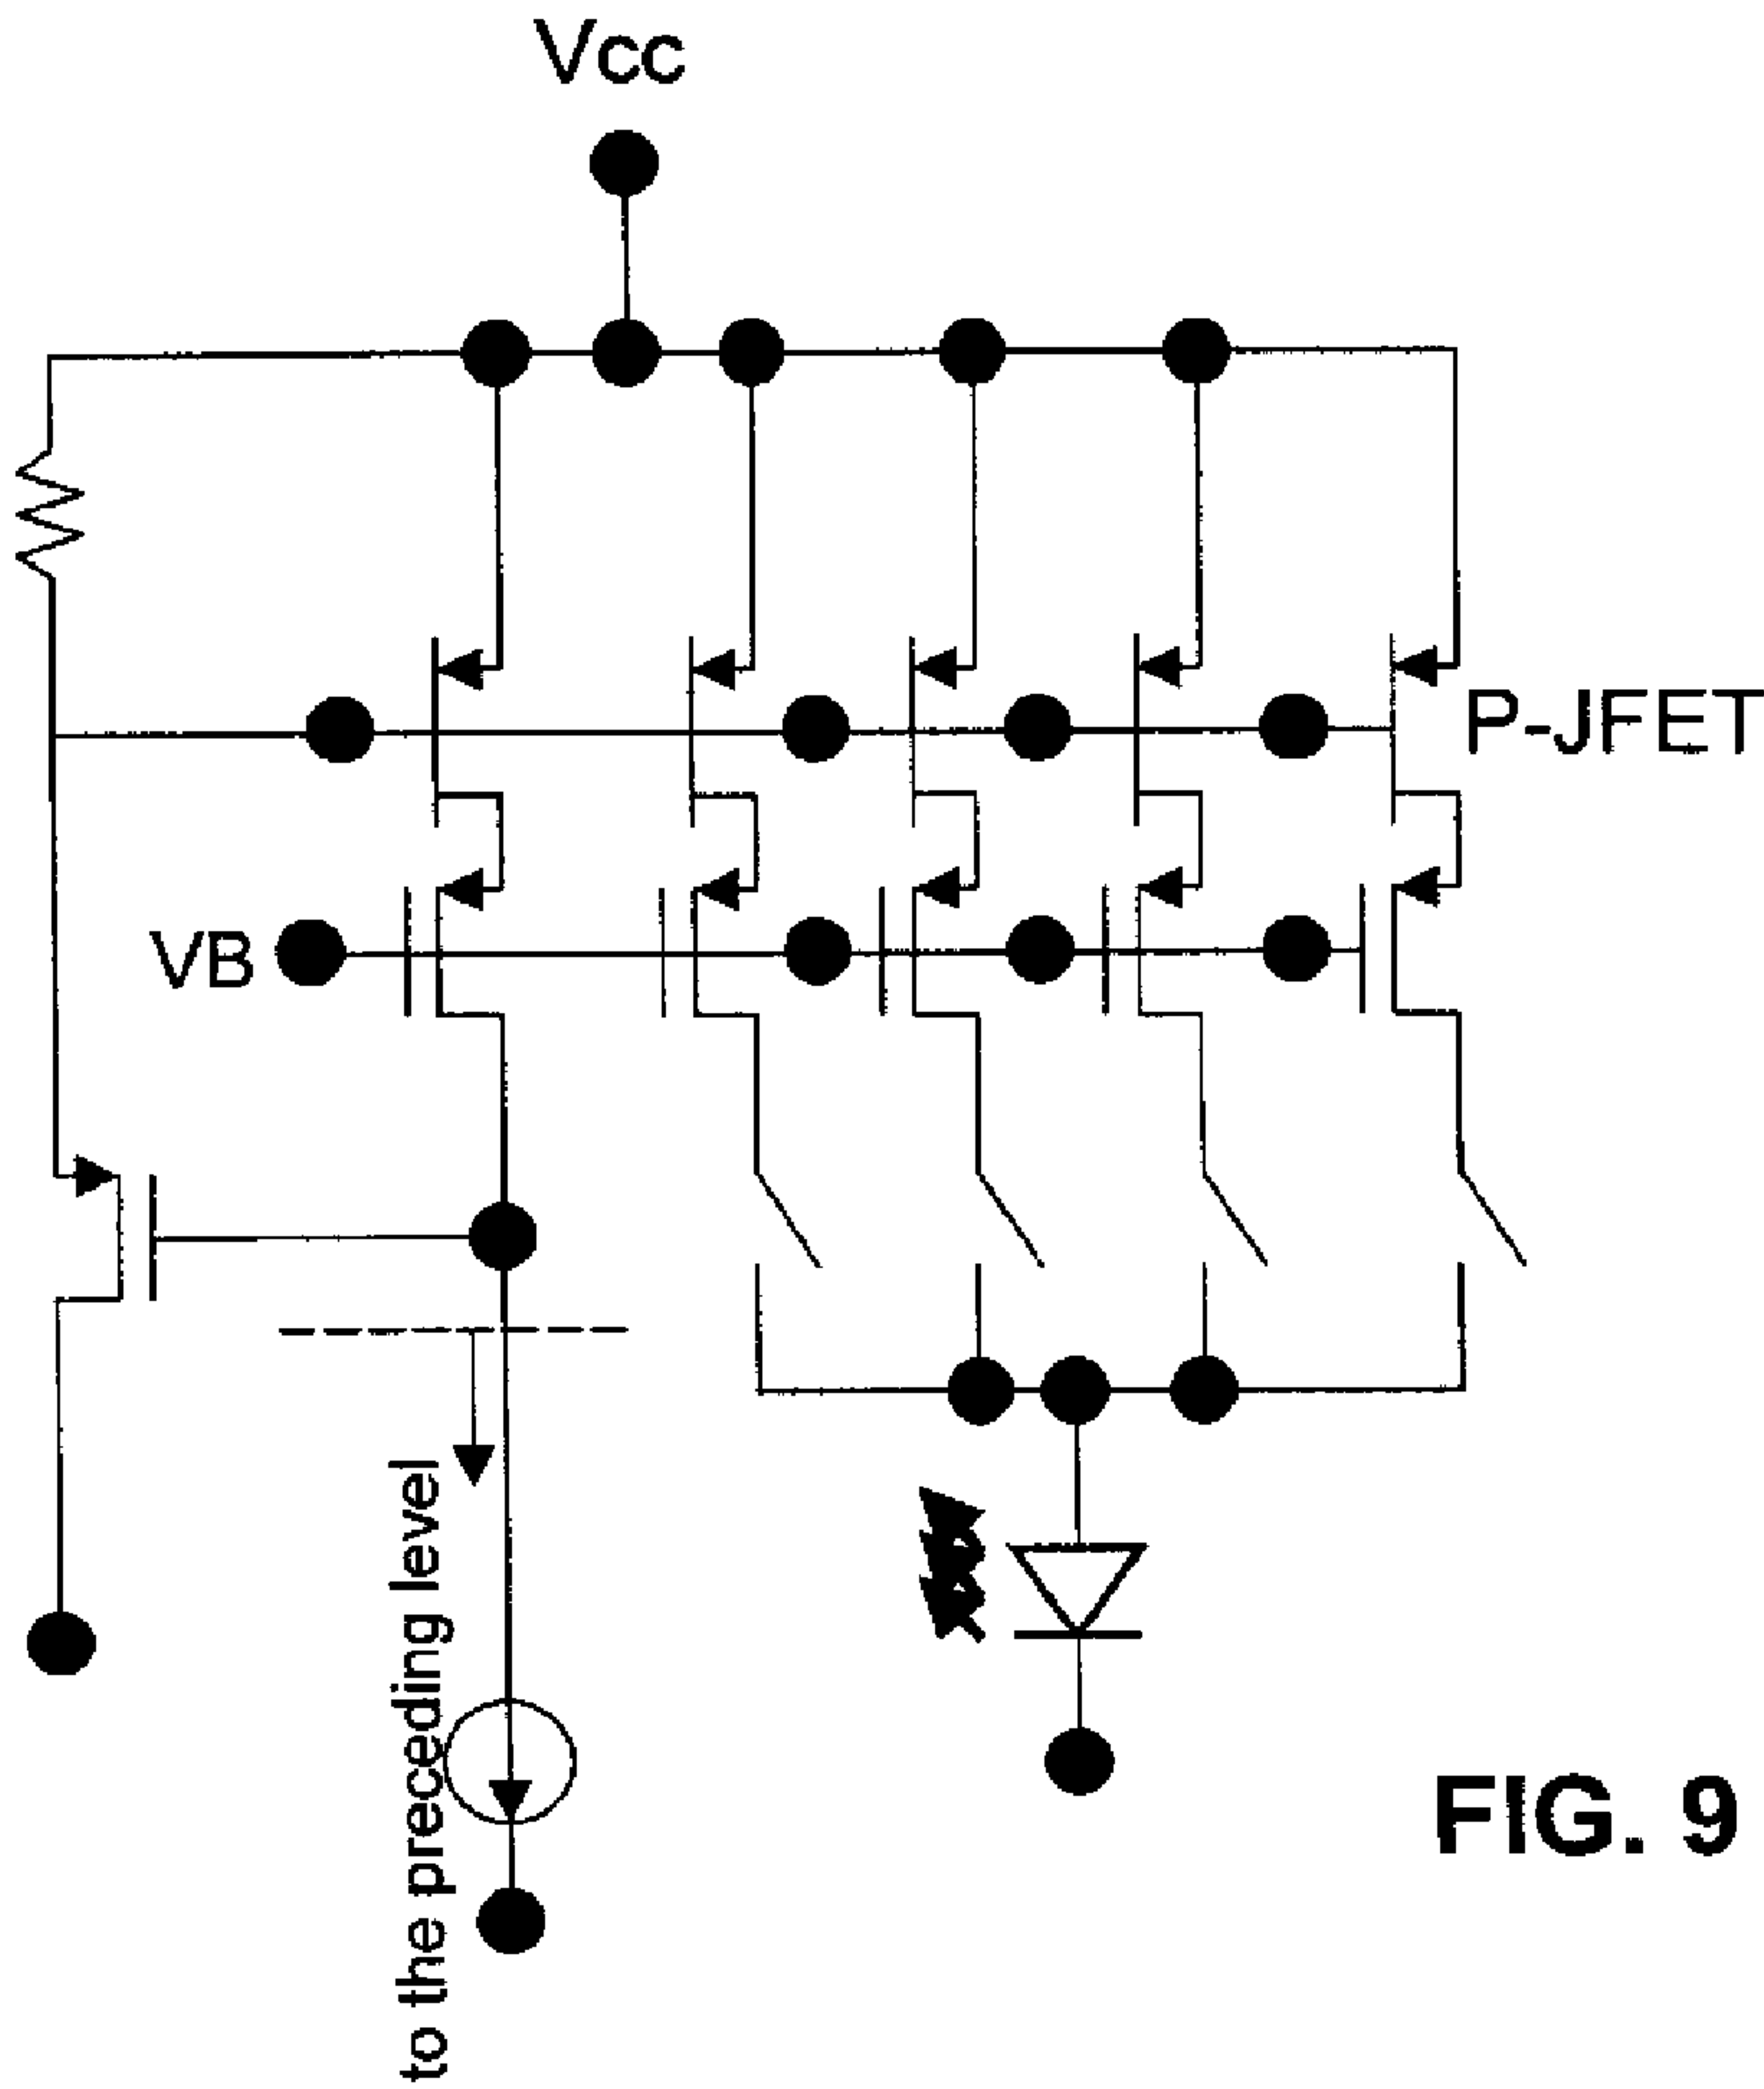 Vcc
P-JFET
VB
to the preceding level
FIG. 9